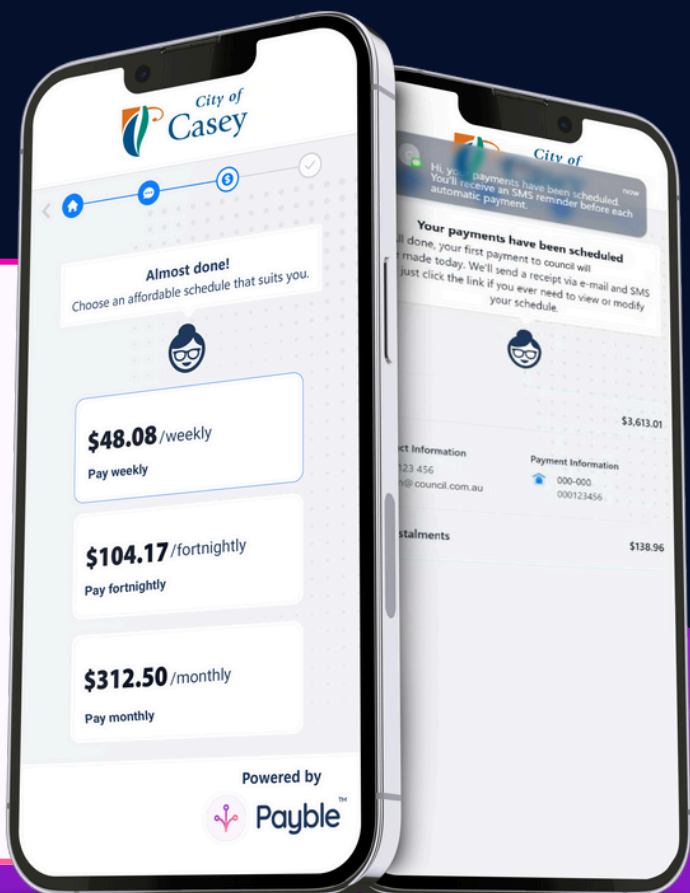 City of
Casey
Almost done!
Choose an affordable schedule that suits you.
$48.08 /weekly
Pay weekly
$104.17 /fortnightly
Pay fortnightly
$312.50 /monthly
Pay monthly
Powered by
Payble™
City of
now
Hi, payments have been scheduled.
You'll receive an SMS reminder before each
automatic payment.
Your payments have been scheduled
done, your first payment to council will
made today. We'll send a receipt via e-mail and SMS
just click the link if you ever need to view or modify
your schedule.
$3,613.01
Information
Payment Information
123 456
000-000
@council.com.au
000123456
$138.96